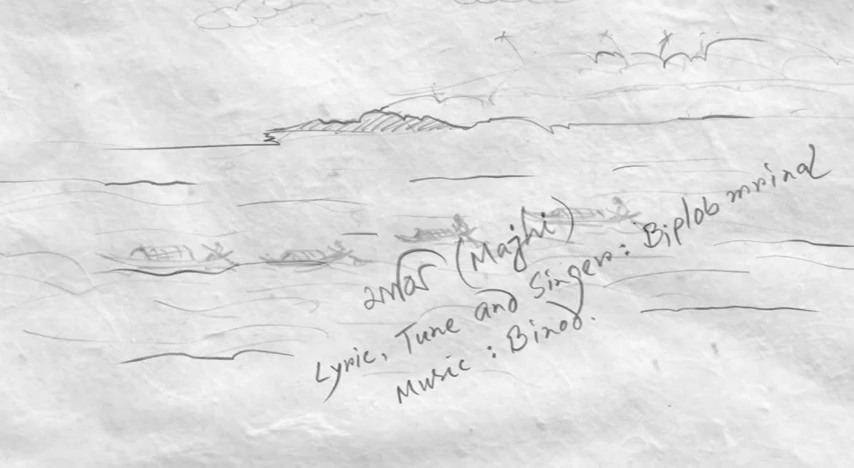 মাঝি (Majhi)
Lyric, Tune and Singer: Biplob mrinal
Music: Binod.